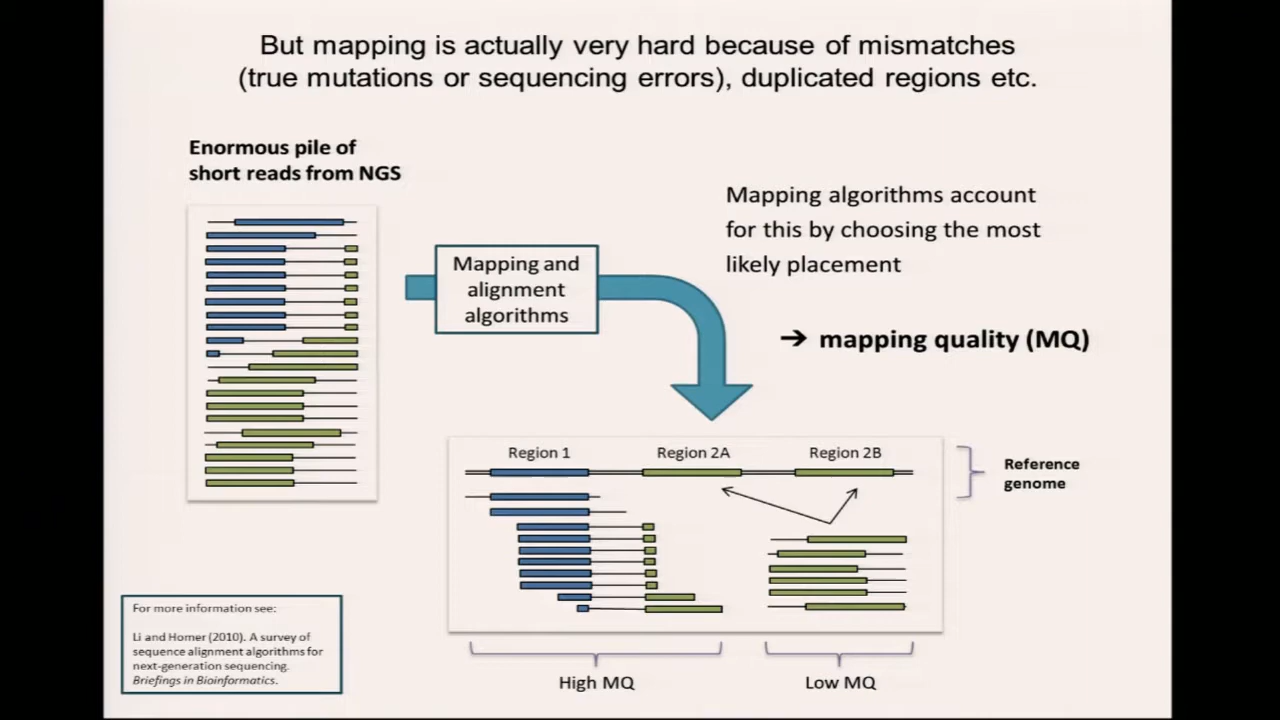 But mapping is actually very hard because of mismatches
(true mutations or sequencing errors), duplicated regions etc.
Enormous pile of
short reads from NGS
Mapping and
alignment
algorithms
Mapping algorithms account
for this by choosing the most
likely placement
➔ mapping quality (MQ)
Region 1
Region 2A
Region 2B
Reference
genome
High MQ
Low MQ
For more information see:
Li and Homer (2010). A survey of
sequence alignment algorithms for
next-generation sequencing.
Briefings in Bioinformatics.